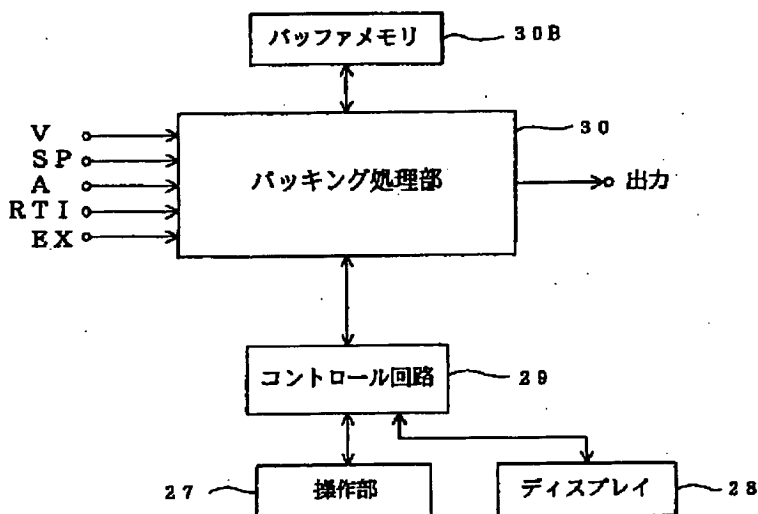 バッファメモリ
30B
V
SP
A
RTI
EX
パッキング処理部
30
出力
コントロール回路
29
27
操作部
ディスプレイ
28